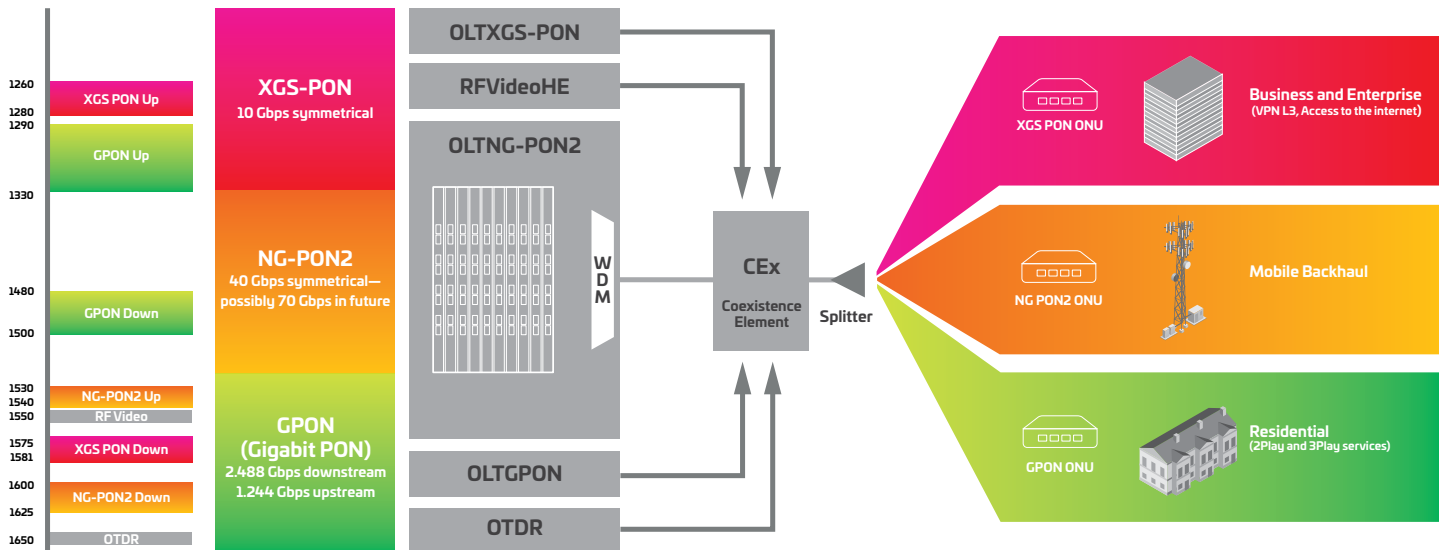 1260
1280
1290
1330
1480
1500
1530
1540
1550
1575
1581
1600
1625
1650
XGS PON Up
GPON Up
GPON Down
NG-PON2 Up
RF Video
XGS PON Down
NG-PON2 Down
OTDR
XGS-PON
10 Gbps symmetrical
NG-PON2
40 Gbps symmetrical—
possibly 70 Gbps in future
GPON
(Gigabit PON)
2.488 Gbps downstream
1.244 Gbps upstream
OLTXGS-PON
RFVideoHE
OLTNG-PON2
W
D
M
OLTGPON
OTDR
CEx
Coexistence
Element
Splitter
XGS PON ONU
Business and Enterprise
(VPN L3, Access to the internet)
NG PON2 ONU
Mobile Backhaul
GPON ONU
Residential
(2Play and 3Play services)